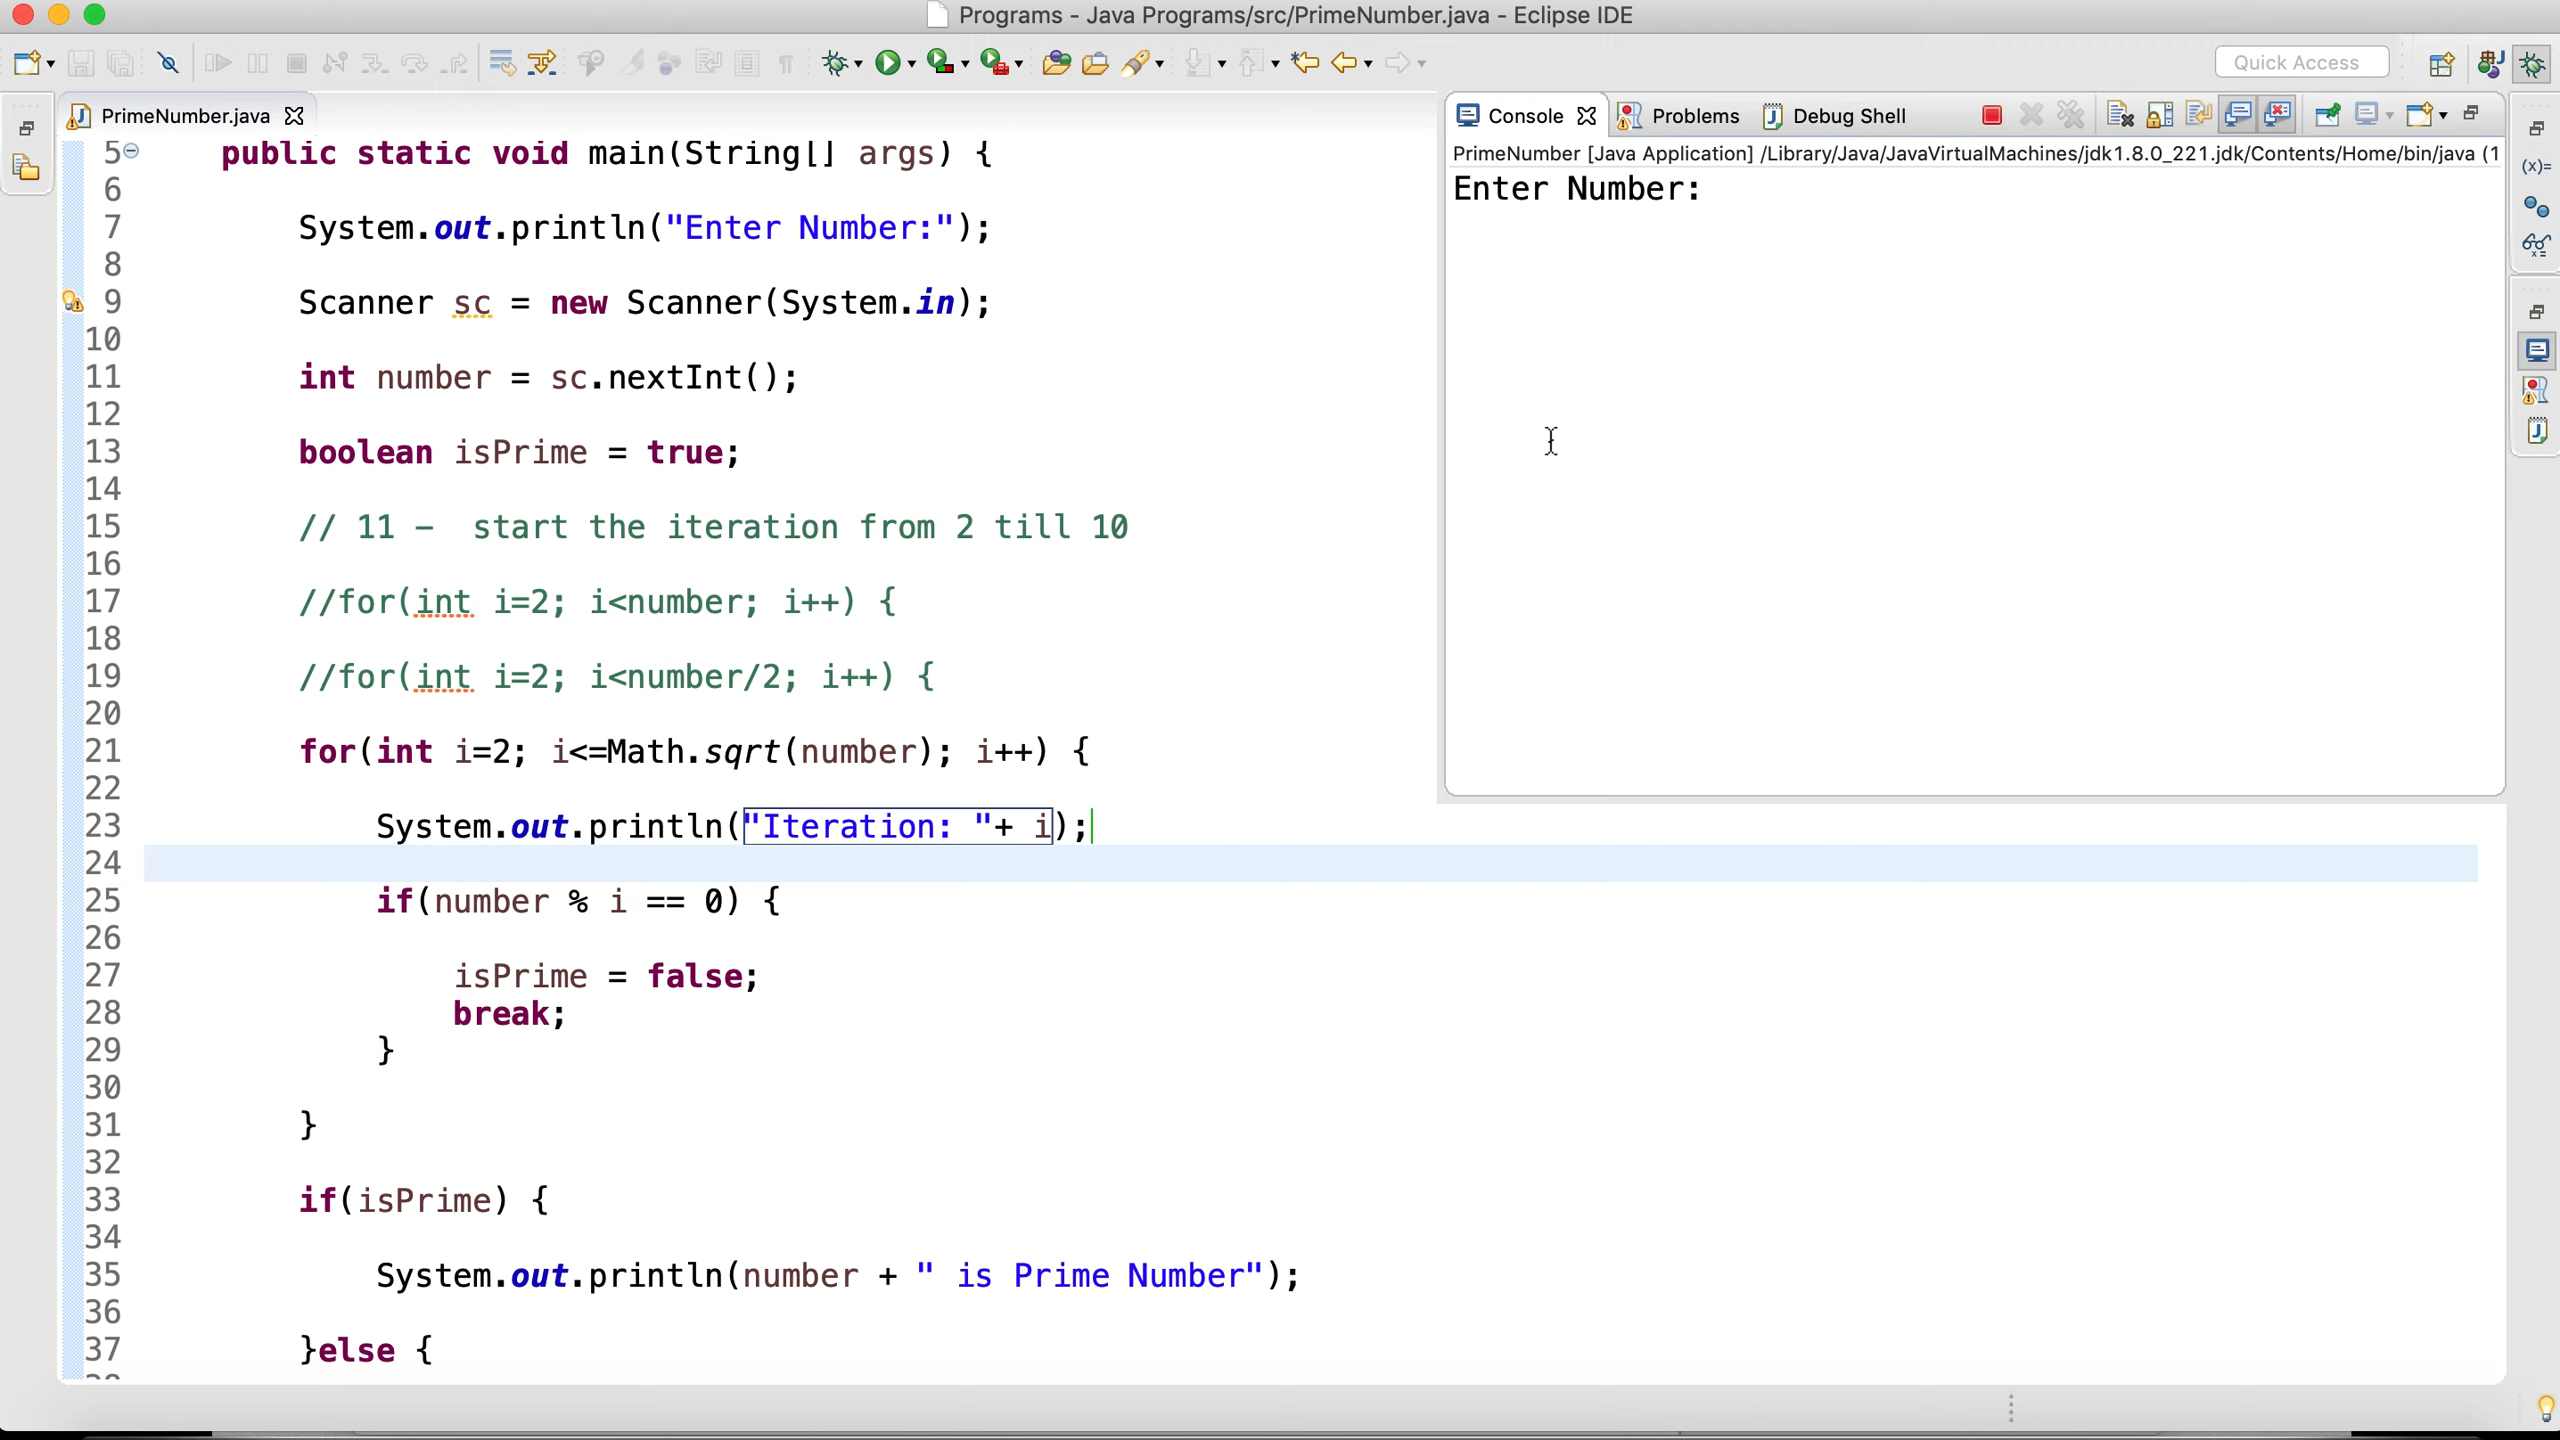 Programs - Java Programs/src/PrimeNumber.java - Eclipse IDE
Quick Access
PrimeNumber.java
5 public static void main(String[] args) {
6
7 System.out.println("Enter Number:");
8
9 Scanner sc = new Scanner(System.in);
10
11 int number = sc.nextInt();
12
13 boolean isPrime = true;
14
15 // 11 - start the iteration from 2 till 10
16
17 //for(int i=2; i<number; i++) {
18
19 //for(int i=2; i<number/2; i++) {
20
21 for(int i=2; i<=Math.sqrt(number); i++) {
22
23 System.out.println("Iteration: "+ i);
24
25 if(number % i == 0) {
26
27 isPrime = false;
28 break;
29 }
30
31 }
32
33 if(isPrime) {
34
35 System.out.println(number + " is Prime Number");
36
37 }else {
Console Problems Debug Shell
PrimeNumber [Java Application] /Library/Java/JavaVirtualMachines/jdk1.8.0_221.jdk/Contents/Home/bin/java (1
Enter Number:
(x)=